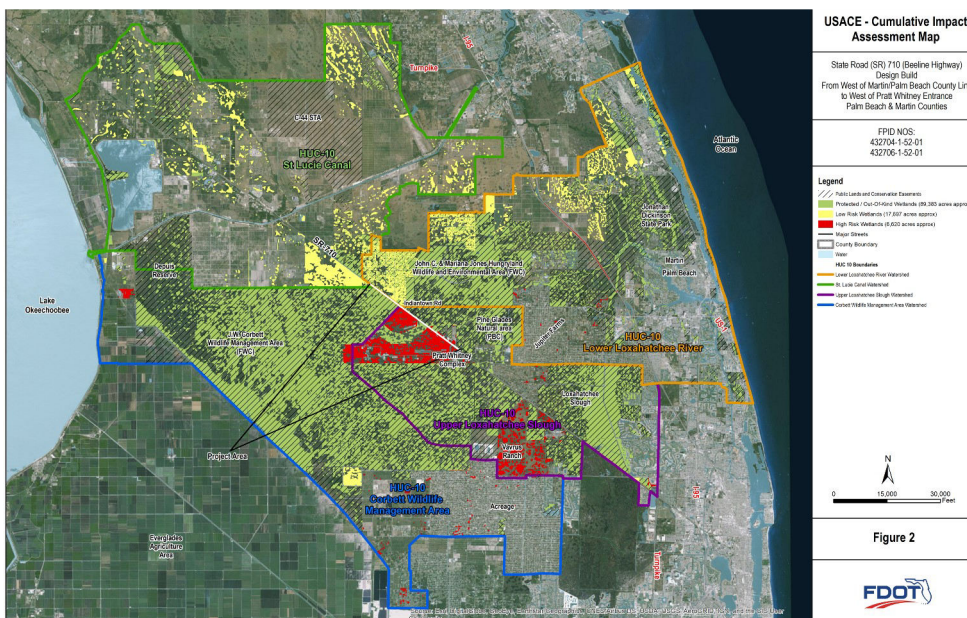 USACE - Cumulative Impact
Assessment Map
State Road (SR) 710 (Beeline Highway)
Design Build
From West of Martin/Palm Beach County Lin
to West of Pratt Whitney Entrance
Palm Beach & Martin Counties
FPID NOS:
432704-1-52-01
432706-1-52-01
Legend
Public Lands and Conservation Easements
Protected / Out-Of-Kind Wetlands (89,383 acres approx
Low Risk Wetlands (17,697 acres approx)
High Risk Wetlands (6,620 acres approx)
Major Streets
County Boundary
Water
HUC 10 Boundaries
Lower Loxahatchee River Watershed
St. Lucie Canal Watershed
Upper Loxahatchee Slough Watershed
Corbett Wildlife Management Area Watershed
N
0 15,000 30,000
Feet
Figure 2
FDOT
I-95
Turnpike
C-44 STA
HUC-10
St Lucie Canal
Atlantic
Ocean
Jonathan
Dickinson
State Park
SR-710
John C. & Mariana Jones Hungryland
Wildlife and Environmental Area (FWC)
Martin
Palm Beach
Dupuis
Reserve
Lake
Okeechobee
Indiantown Rd
US-1
Pine Glades
Natural area
(PBC)
Jupiter Farms
J.W. Corbett
Wildlife Management Area
(FWC)
HUC-10
Lower Loxahatchee River
Pratt Whitney
Complex
Loxahatchee
Slough
HUC-10
Upper Loxahatchee Slough
Project Area
Vavrus
Ranch
HUC-10
Corbett Wildlife
Management Area
I-95
Acreage
Everglades
Agriculture
Area
Turnpike